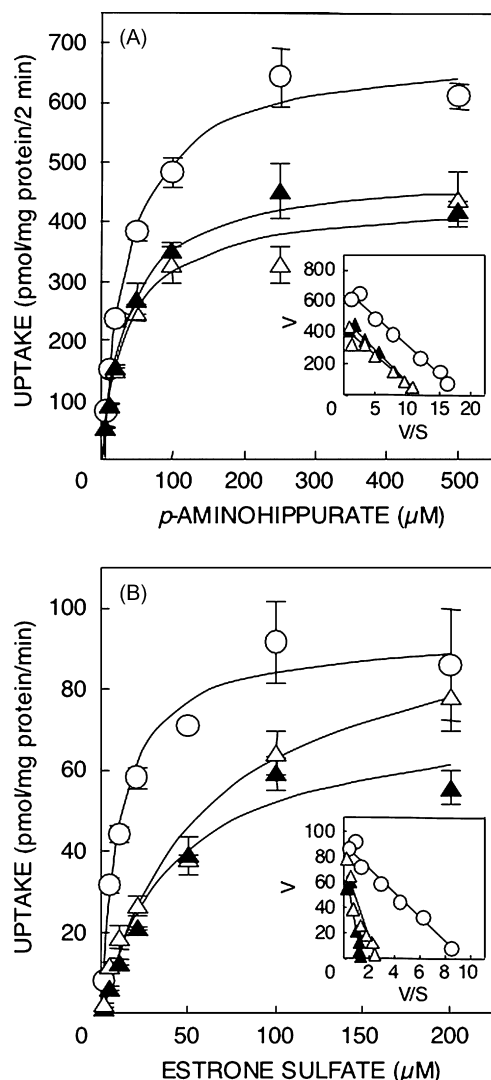 (A)
700
600
500
400
300
200
100
0
UPTAKE (pmol/mg protein/2 min)
100 200 300 400 500
p-AMINOHIPPURATE (µM)
800
600
400
200
0
V
5 10 15 20
V/S
(B)
100
80
60
40
20
0
UPTAKE (pmol/mg protein/min)
50 100 150 200
ESTRONE SULFATE (µM)
100
80
60
40
20
0
V
2 4 6 8 10
V/S